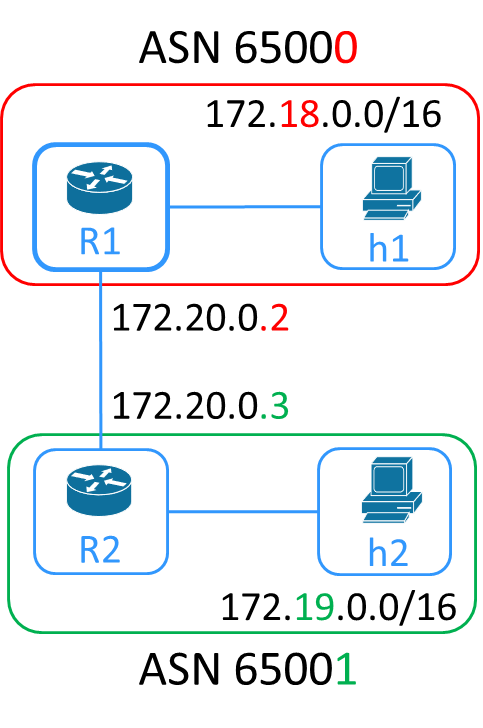 ASN 65000
172.18.0.0/16
R1
h1
172.20.0.2
172.20.0.3
R2
h2
172.19.0.0/16
ASN 65001